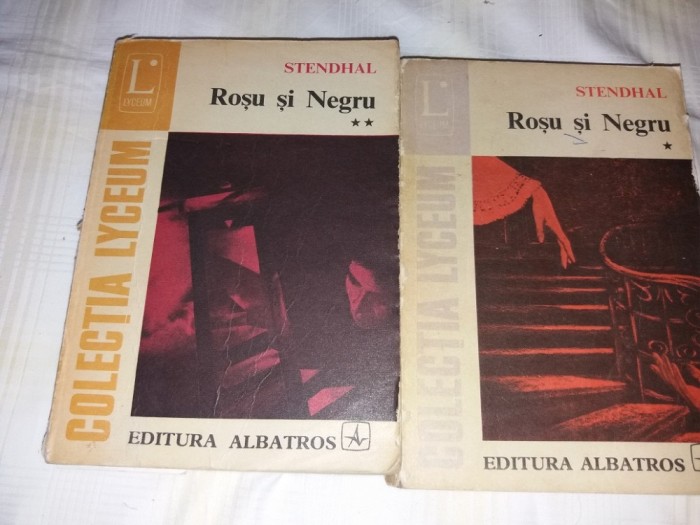 L
LYCEUM
STENDHAL
Roșu și Negru
★★
COLECȚIA LYCEUM
EDITURA ALBATROS
L
STENDHAL
Roșu și Negru
★
COLECȚIA LYCEUM
EDITURA ALBATROS